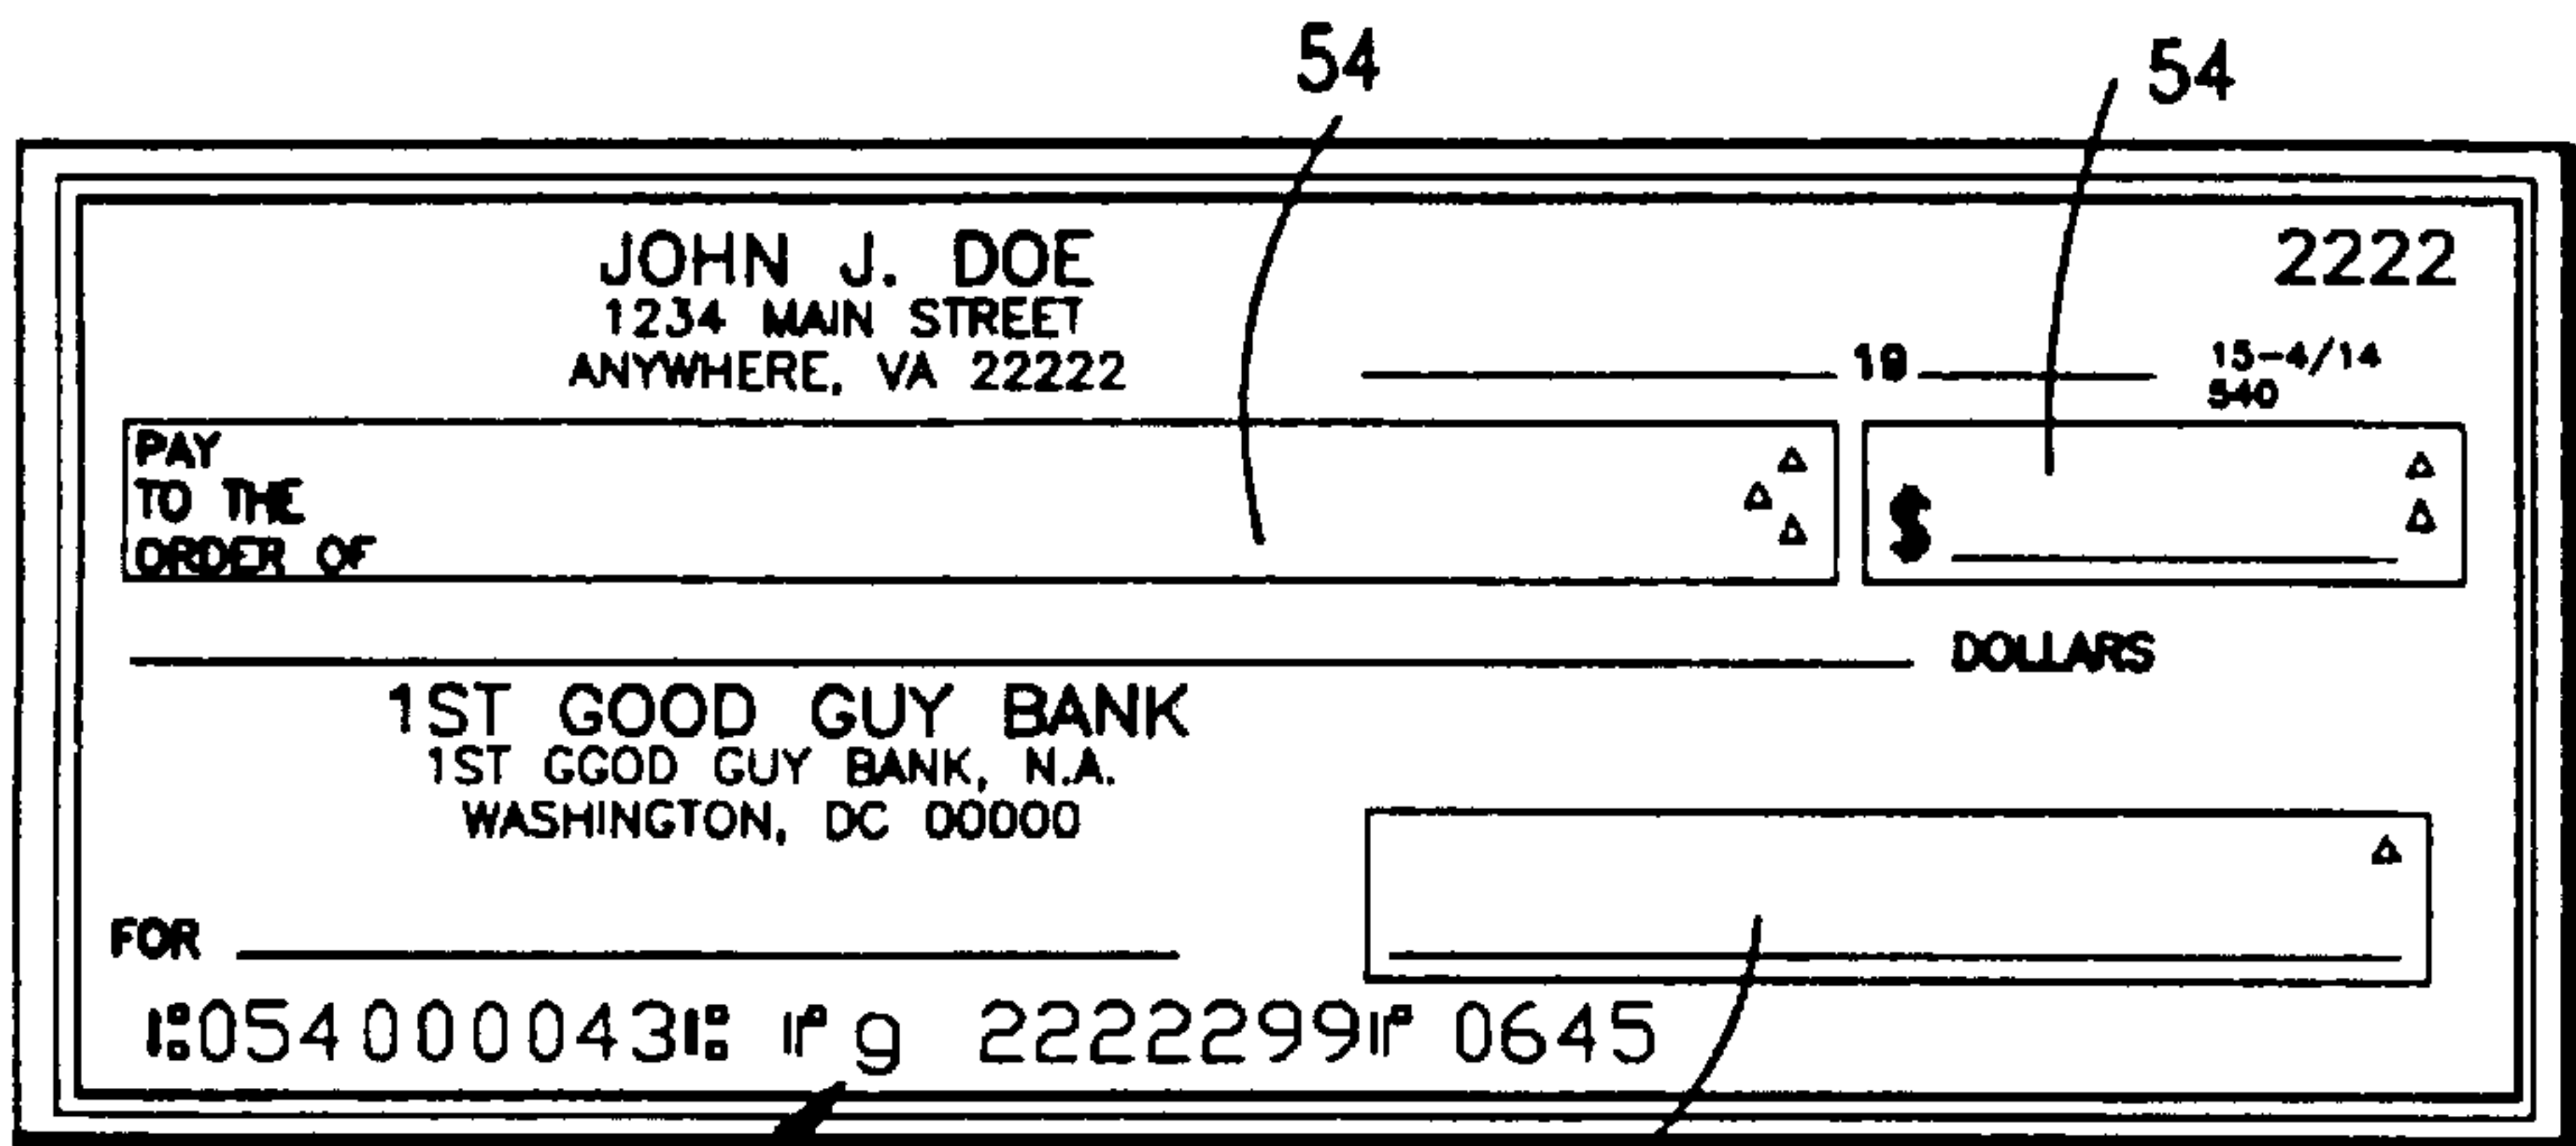 54 54
JOHN J. DOE 2222
1234 MAIN STREET
ANYWHERE, VA 22222 19 15-4/14
540
PAY
TO THE
ORDER OF $
DOLLARS
1ST GOOD GUY BANK
1ST GGOD GUY BANK, N.A.
WASHINGTON, DC 00000
FOR
⑆054000043⑆ ⑈g 2222299⑈ 0645